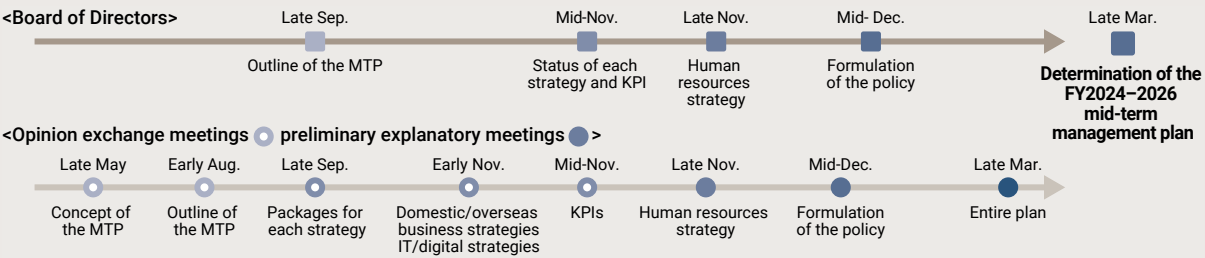 <Board of Directors>
Late Sep.
Outline of the MTP
Mid-Nov.
Status of each
strategy and KPI
Late Nov.
Human
resources
strategy
Mid- Dec.
Formulation
of the policy
Late Mar.
Determination of the
FY2024–2026
mid-term
management plan
<Opinion exchange meetings preliminary explanatory meetings >
Late May
Concept of
the MTP
Early Aug.
Outline of
the MTP
Late Sep.
Packages for
each strategy
Early Nov.
Domestic/overseas
business strategies
IT/digital strategies
Mid-Nov.
KPIs
Late Nov.
Human resources
strategy
Mid-Dec.
Formulation
of the policy
Late Mar.
Entire plan